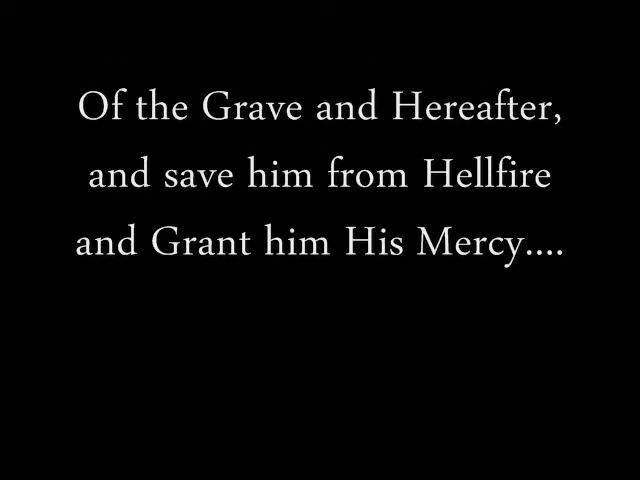 Of the Grave and Hereafter,
and save him from Hellfire
and Grant him His Mercy....